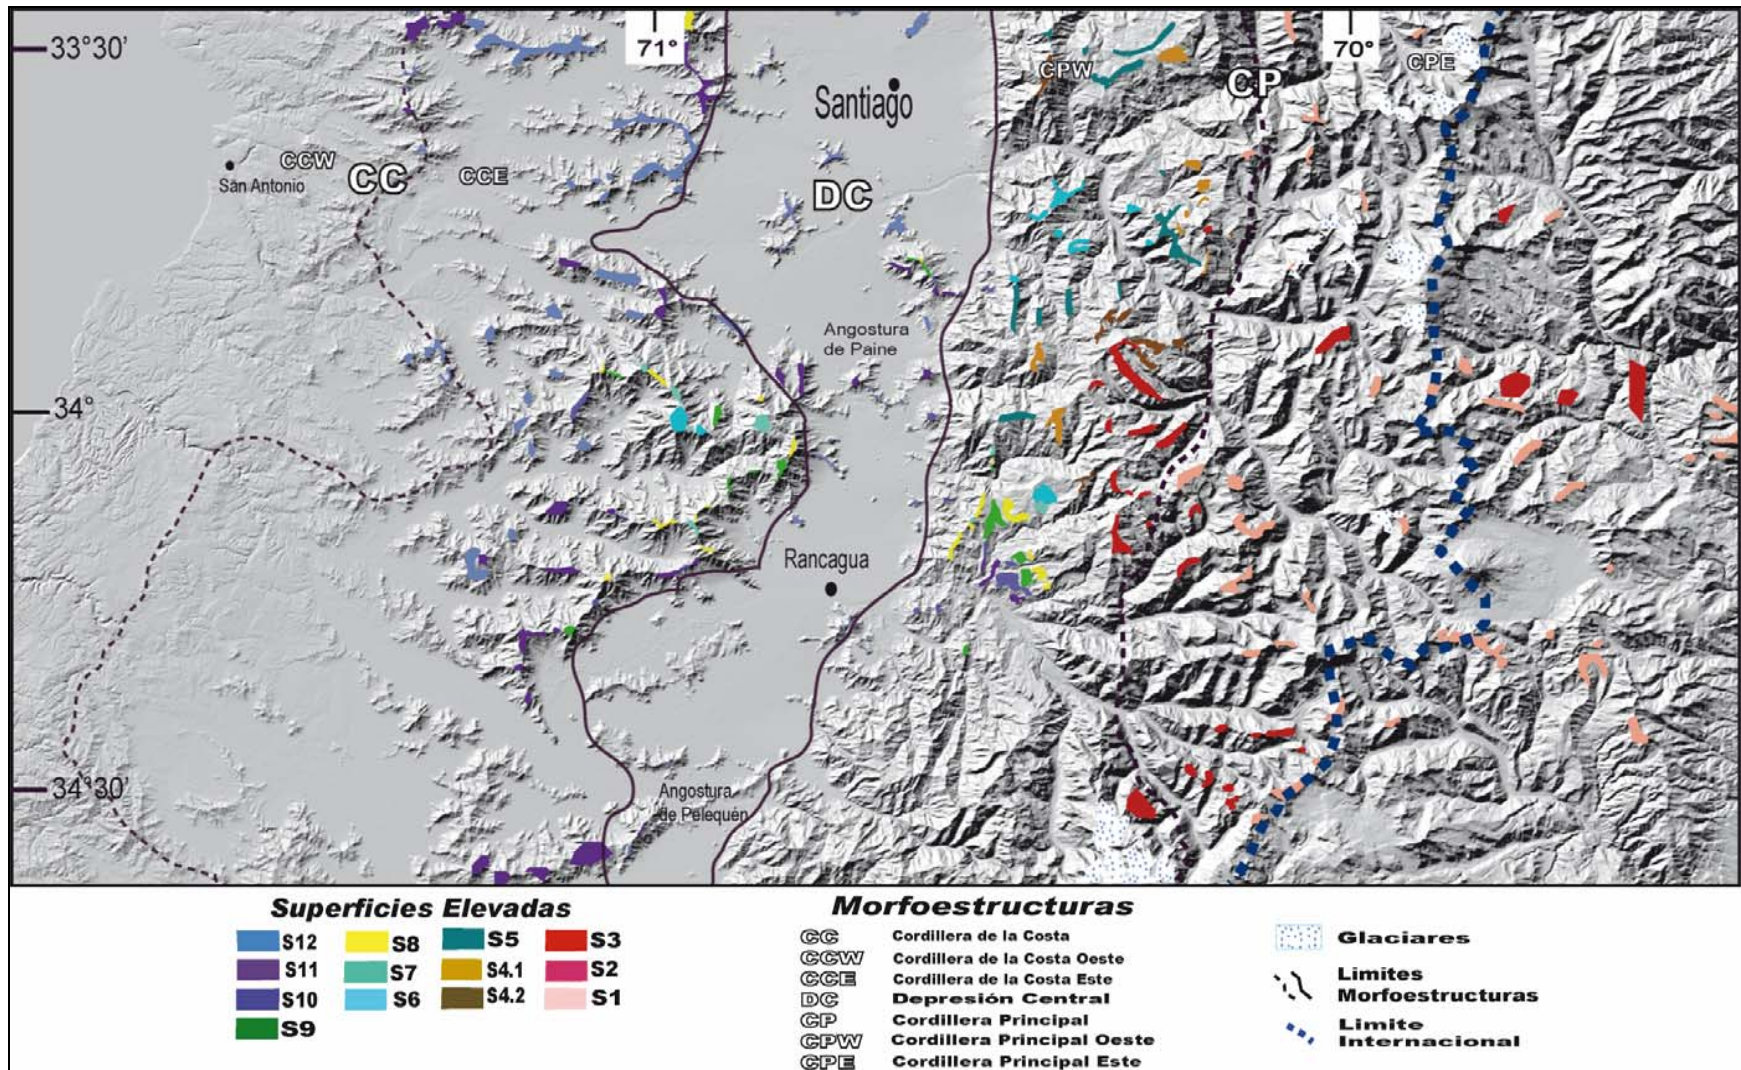 71°
70°
33°30'
CPW
CP
CPE
Santiago
CCW
CC
CCE
San Antonio
DC
Angostura
de Paine
34°
Rancagua
34°30'
Angostura
de Pelequén
Superficies Elevadas
S12
S11
S10
S9
S8
S7
S6
S5
S4.1
S4.2
S3
S2
S1
Morfoestructuras
CC Cordillera de la Costa
CCW Cordillera de la Costa Oeste
CCE Cordillera de la Costa Este
DC Depresión Central
CP Cordillera Principal
CPW Cordillera Principal Oeste
CPE Cordillera Principal Este
Glaciares
Limites
Morfoestructuras
Limite
Internacional